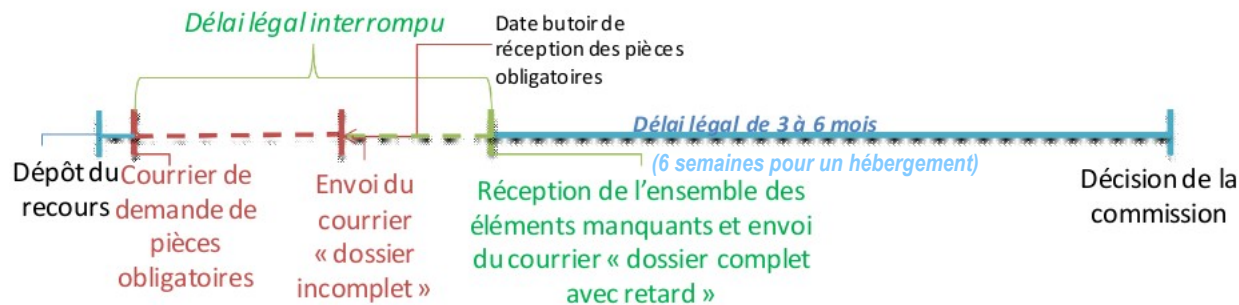 Délai légal interrompu
Date butoir de
réception des pièces
obligatoires
Délai légal de 3 à 6 mois
(6 semaines pour un hébergement)
Dépôt du
recours
Courrier de
demande de
pièces
obligatoires
Envoi du
courrier
« dossier
incomplet »
Réception de l’ensemble des
éléments manquants et envoi
du courrier « dossier complet
avec retard »
Décision de la
commission